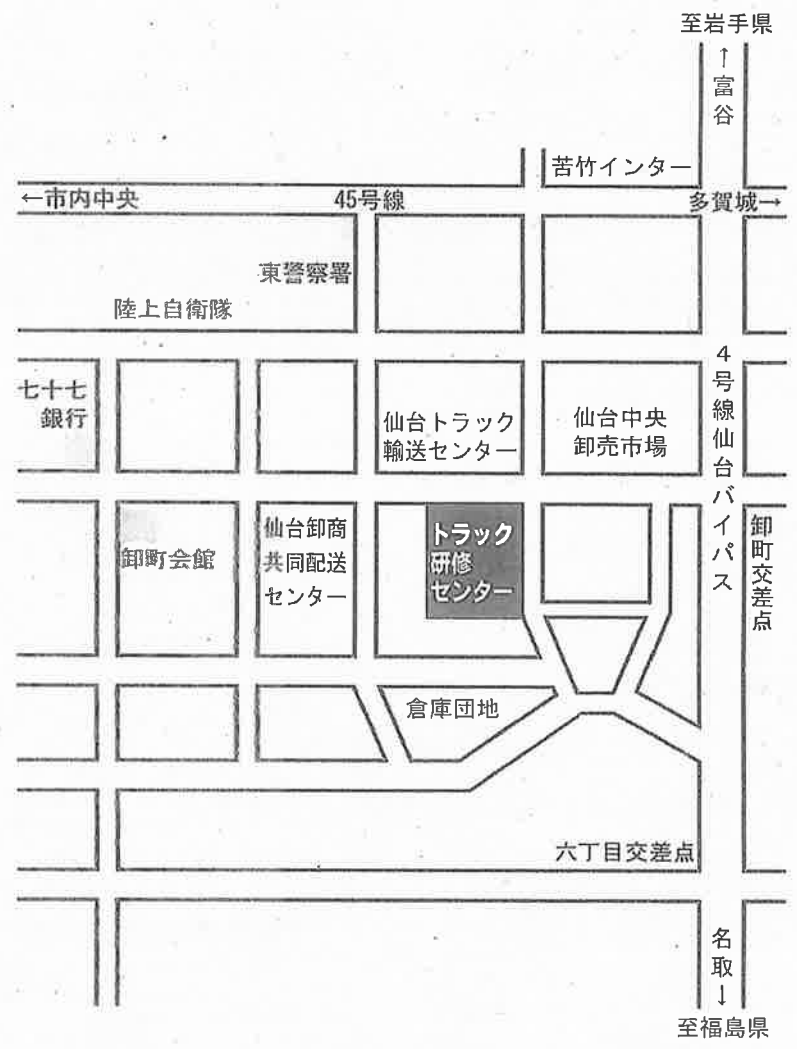 至岩手県
↑富谷
苦竹インター
←市内中央
45号線
多賀城→
東警察署
陸上自衛隊
4号線仙台バイパス
七十七
銀行
仙台トラック
輸送センター
仙台中央
卸売市場
卸町会館
仙台卸商
共同配送
センター
トラック
研修
センター
卸町交差点
倉庫団地
六丁目交差点
名取↓
至福島県